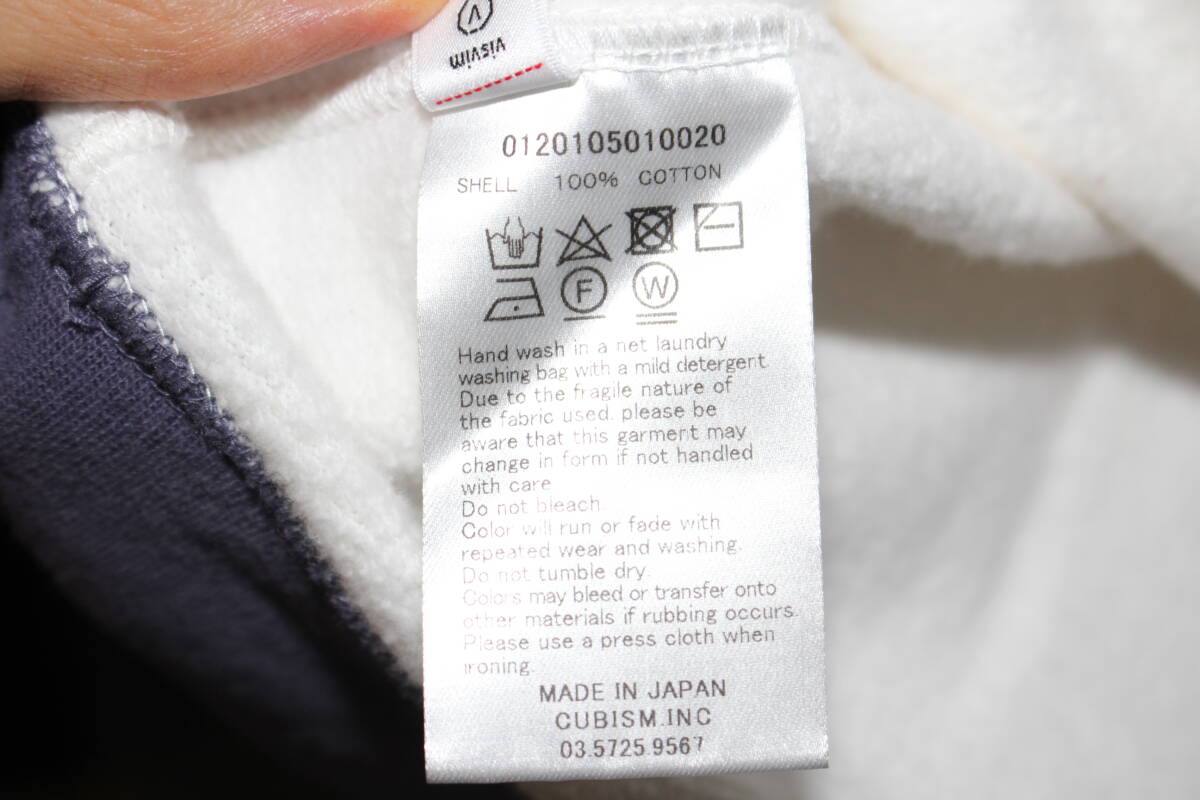 visvim
0120105010020
SHELL 100% COTTON
F W
Hand wash in a net laundry
washing bag with a mild detergent.
Due to the fragile nature of
the fabric used. please be
aware that this garment may
change in form if not handled
with care
Do not bleach.
Color will run or fade with
repeated wear and washing.
Do not tumble dry.
Colors may bleed or transfer onto
other materials if rubbing occurs.
Please use a press cloth when
ironing.
MADE IN JAPAN
CUBISM.INC
03.5725.9567